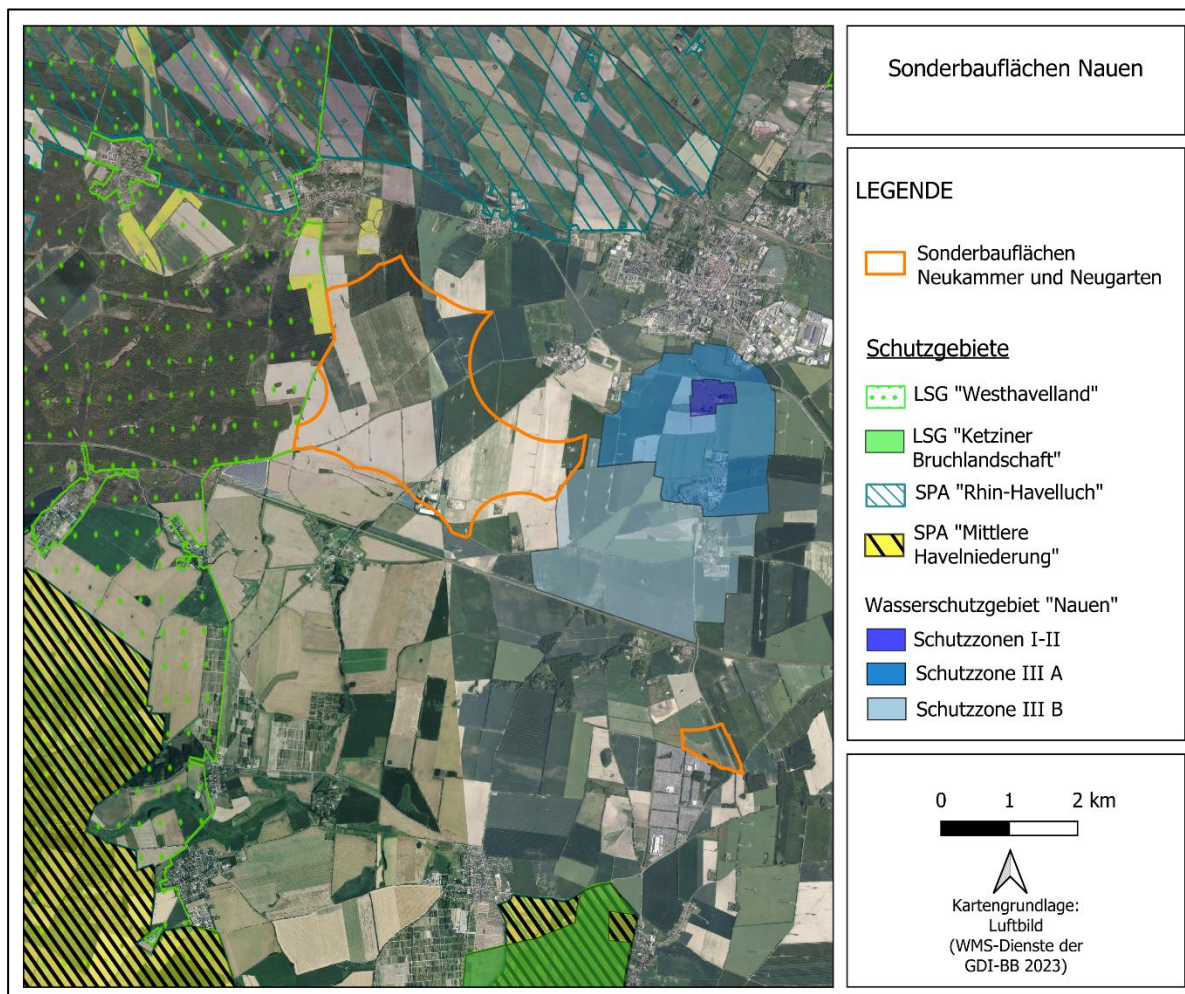 Sonderbauflächen Nauen
LEGENDE
Sonderbauflächen
Neukammer und Neugarten
Schutzgebiete
LSG "Westhavelland"
LSG "Ketziner
Bruchlandschaft"
SPA "Rhin-Havelluch"
SPA "Mittlere
Havelniederung"
Wasserschutzgebiet "Nauen"
Schutzzonen I-II
Schutzzone III A
Schutzzone III B
0 1 2 km
Kartengrundlage:
Luftbild
(WMS-Dienste der
GDI-BB 2023)